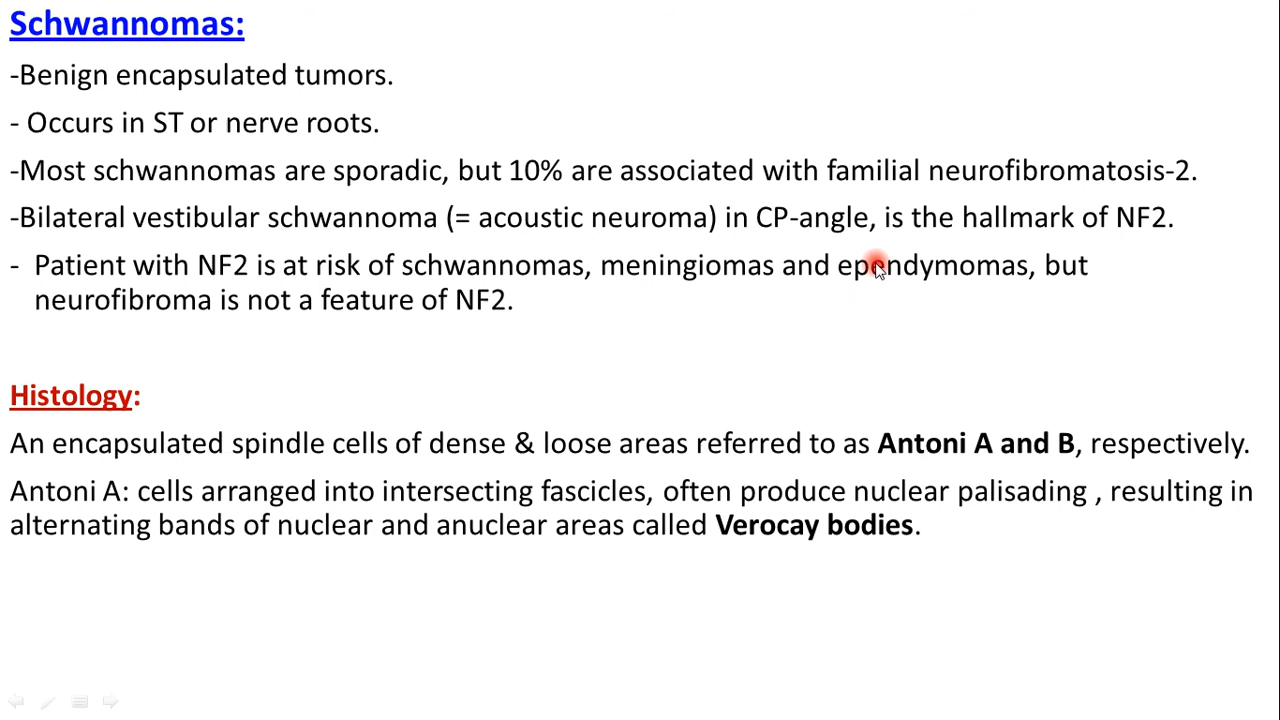 Schwannomas:
-Benign encapsulated tumors.
- Occurs in ST or nerve roots.
-Most schwannomas are sporadic, but 10% are associated with familial neurofibromatosis-2.
-Bilateral vestibular schwannoma (= acoustic neuroma) in CP-angle, is the hallmark of NF2.
- Patient with NF2 is at risk of schwannomas, meningiomas and ependymomas, but
neurofibroma is not a feature of NF2.
Histology:
An encapsulated spindle cells of dense & loose areas referred to as Antoni A and B, respectively.
Antoni A: cells arranged into intersecting fascicles, often produce nuclear palisading , resulting in
alternating bands of nuclear and anuclear areas called Verocay bodies.